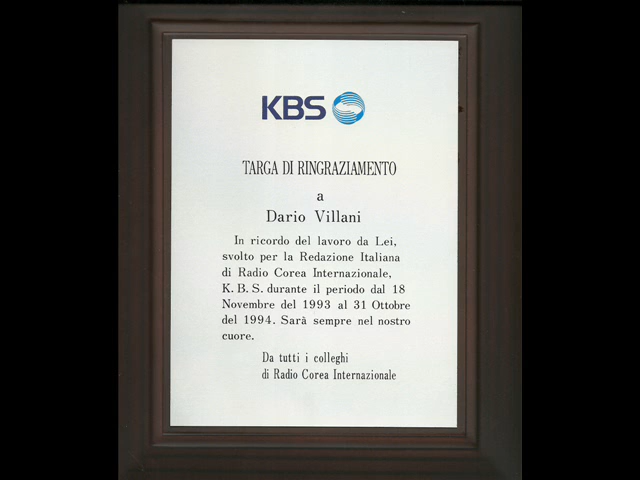 KBS
TARGA DI RINGRAZIAMENTO
a
Dario Villani
In ricordo del lavoro da Lei,
svolto per la Redazione Italiana
di Radio Corea Internazionale,
K. B. S. durante il periodo dal 18
Novembre del 1993 al 31 Ottobre
del 1994. Sarà sempre nel nostro
cuore.
Da tutti i colleghi
di Radio Corea Internazionale